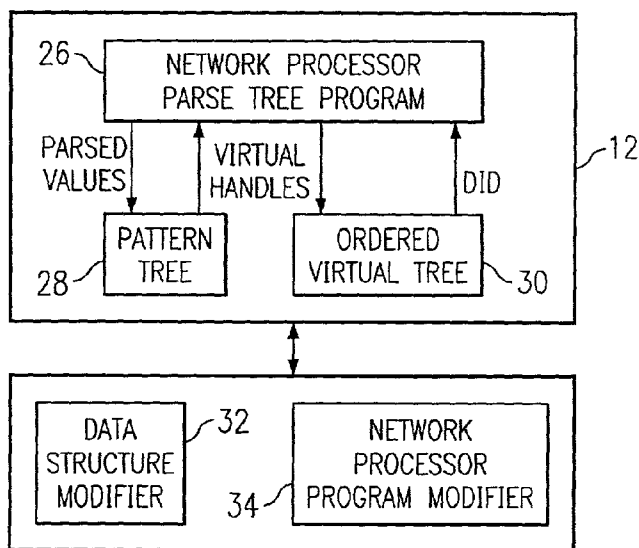 26
NETWORK PROCESSOR
PARSE TREE PROGRAM
12
PARSED
VALUES
VIRTUAL
HANDLES
DID
PATTERN
TREE
28
ORDERED
VIRTUAL TREE
30
DATA
STRUCTURE
MODIFIER
32
NETWORK
PROCESSOR
PROGRAM MODIFIER
34